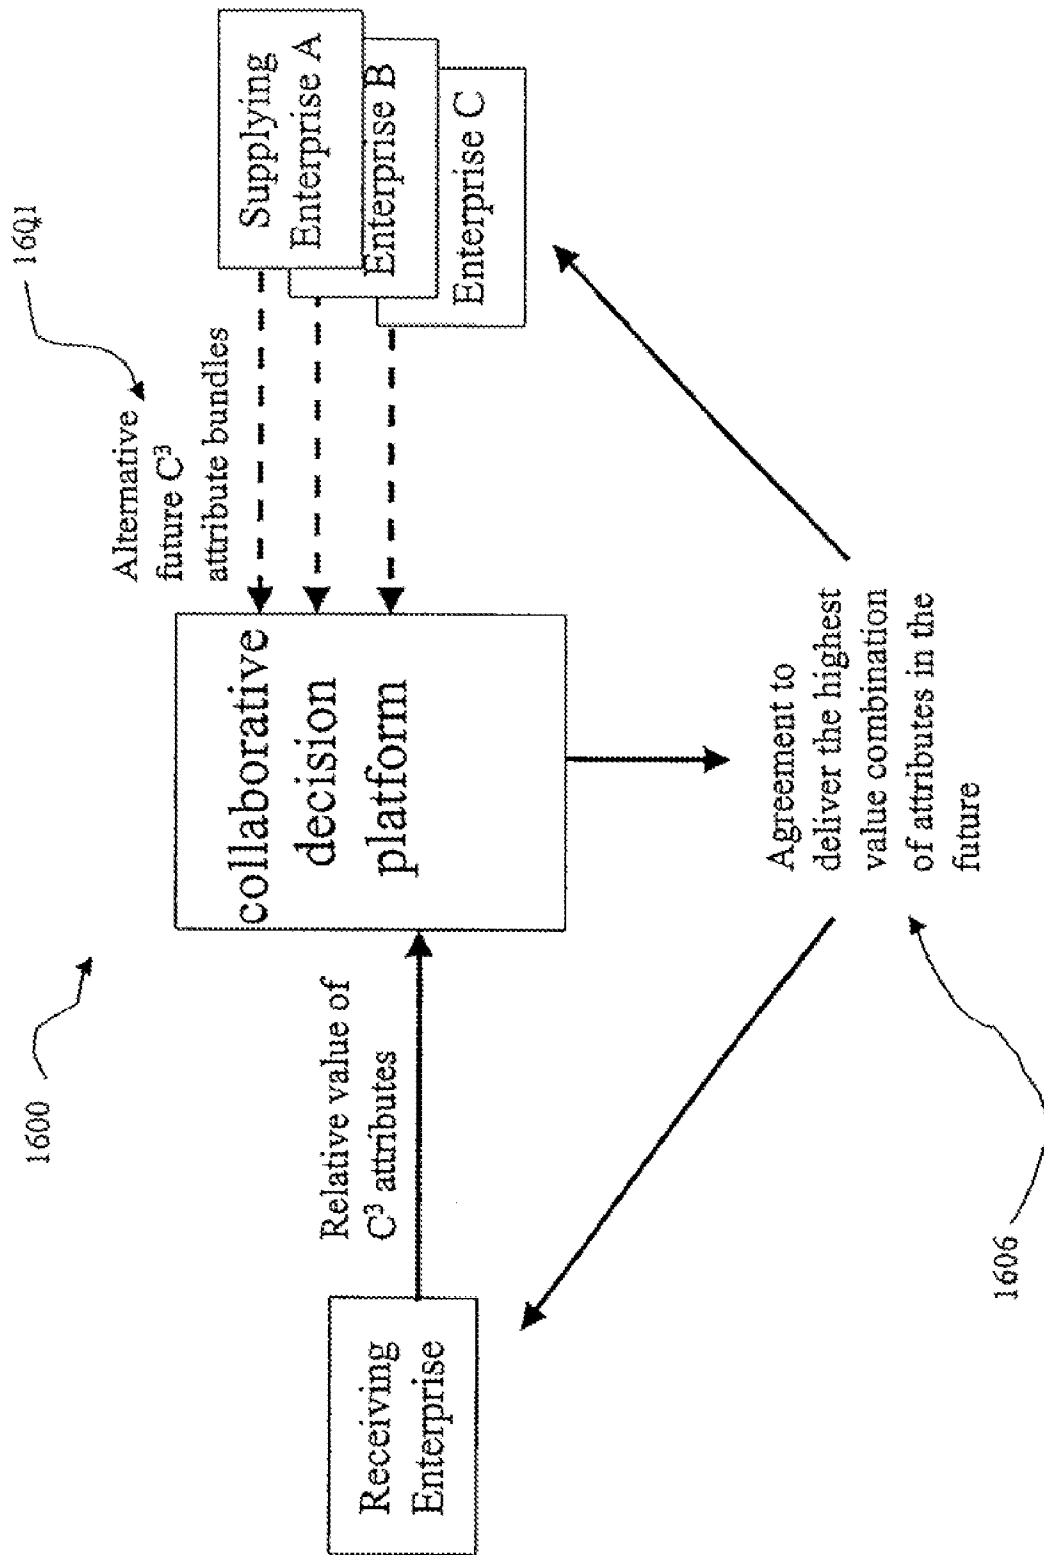 1600
1601
Alternative
future C³
attribute bundles
Supplying
Enterprise A
Enterprise B
Enterprise C
collaborative
decision
platform
Relative value of
C³ attributes
Receiving
Enterprise
Agreement to
deliver the highest
value combination
of attributes in the
future
1606